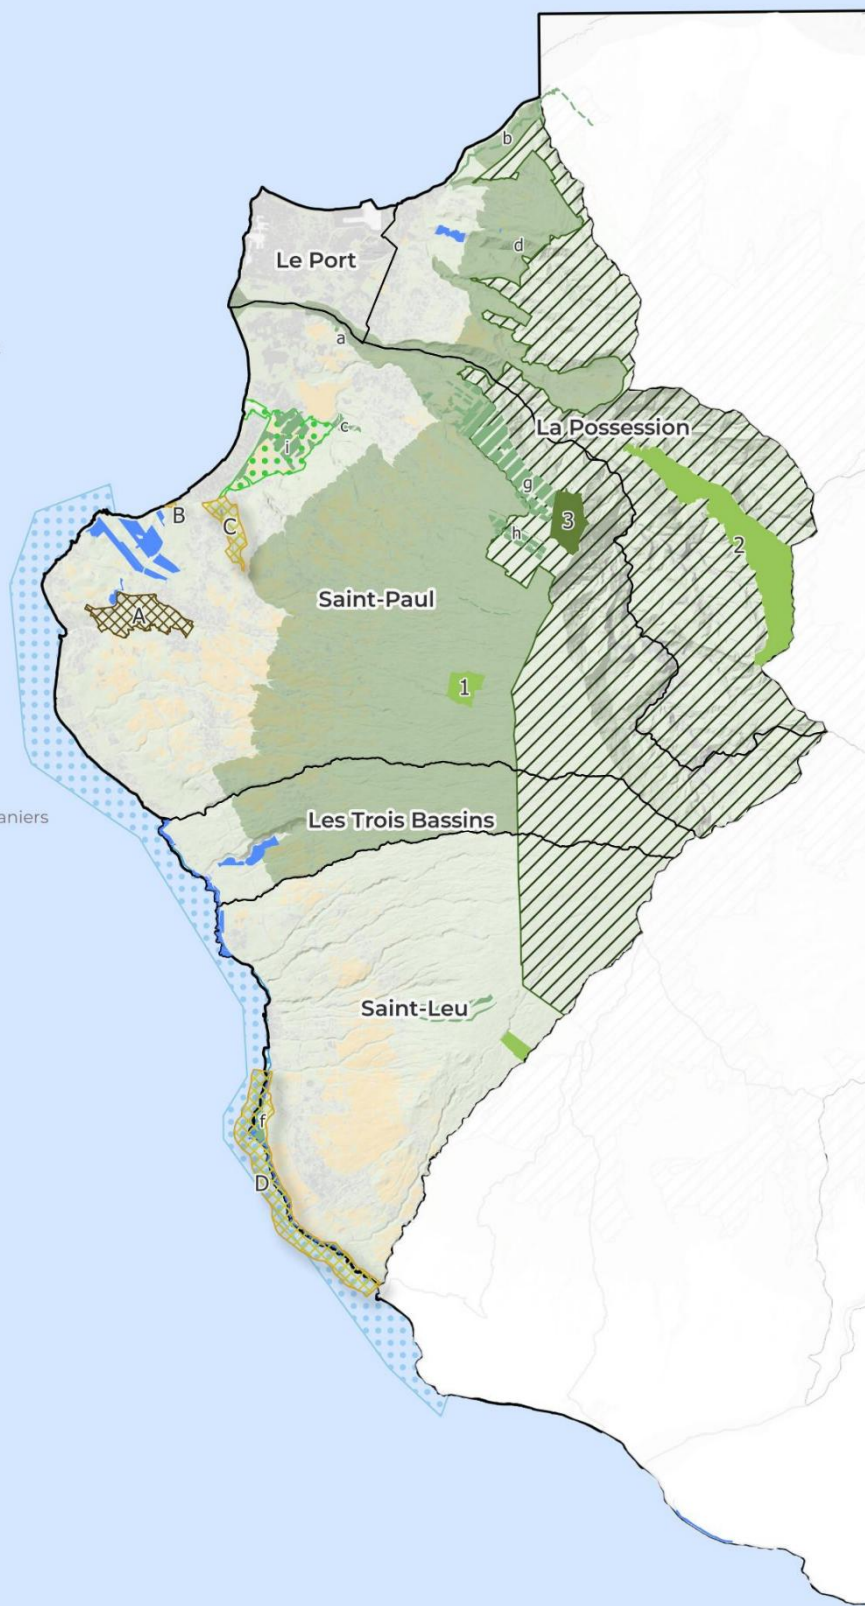 b
d
Le Port
a
c
i
La Possession
g
B
C
h
3
2
Saint-Paul
A
1
aniers
Les Trois Bassins
Saint-Leu
f
D